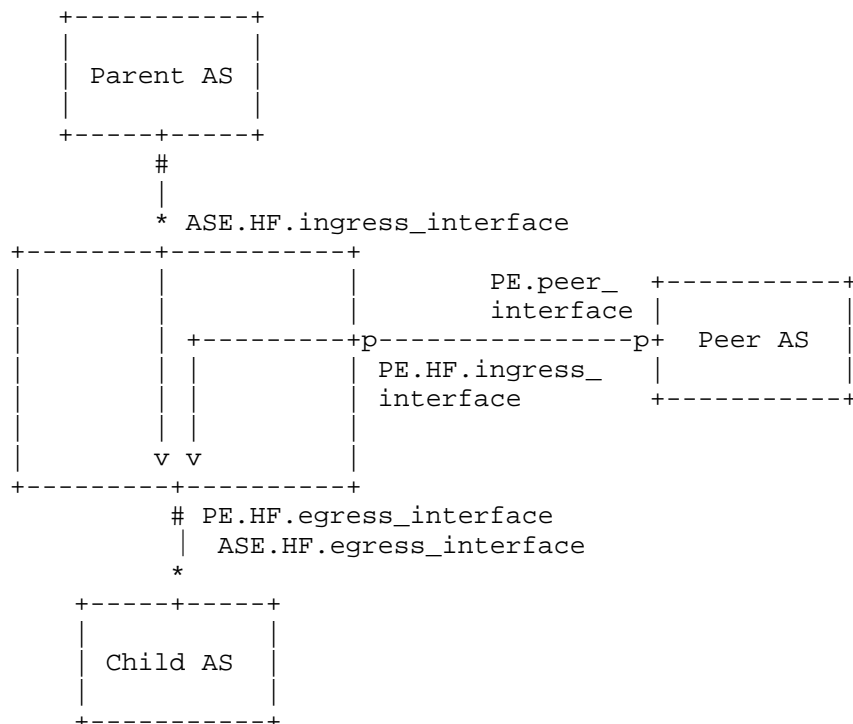 Parent AS
#
* ASE.HF.ingress_interface
PE.peer_
interface
p p Peer AS
PE.HF.ingress_
interface
v v
# PE.HF.egress_interface
ASE.HF.egress_interface
*
Child AS